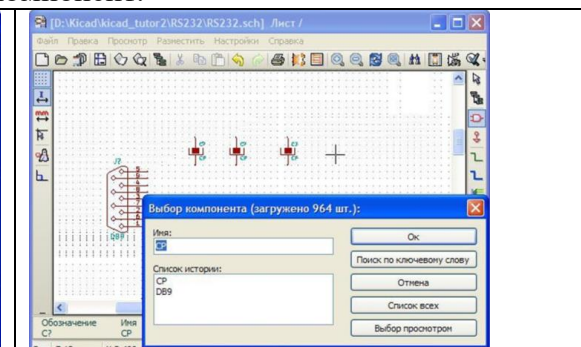 [D:\Kicad\kicad_tutor2\RS232\RS232.sch] Лист /
Файл Правка Просмотр Разместить Настройки Справка
J?
DB9
Выбор компонента (загружено 964 шт.):
Имя:
CP
Ок
Поиск по ключевому слову
Список истории:
CP
DB9
Отмена
Список всех
Выбор просмотром
Обозначение Имя
C? CP